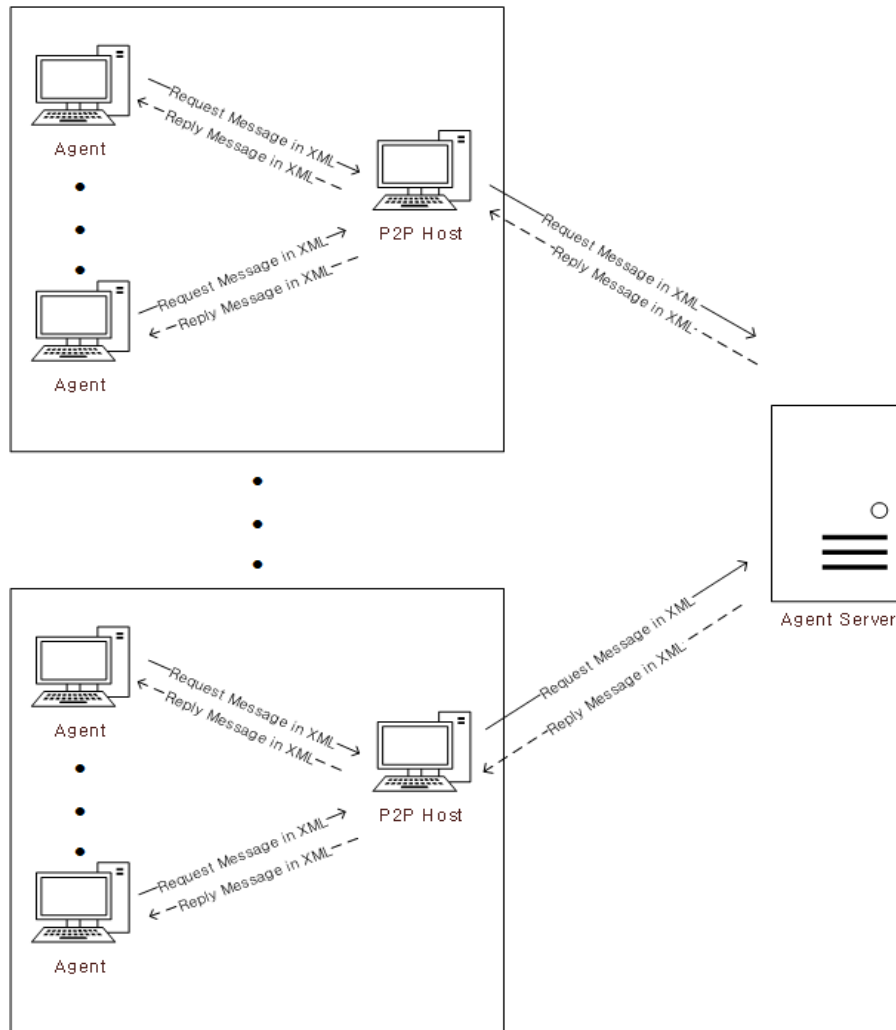 Request Message in XML
Reply Message in XML
Agent
P2P Host
Request Message in XML
Reply Message in XML
Agent
Request Message in XML
Reply Message in XML
Agent Server
Request Message in XML
Reply Message in XML
Request Message in XML
Reply Message in XML
Agent
P2P Host
Request Message in XML
Reply Message in XML
Agent